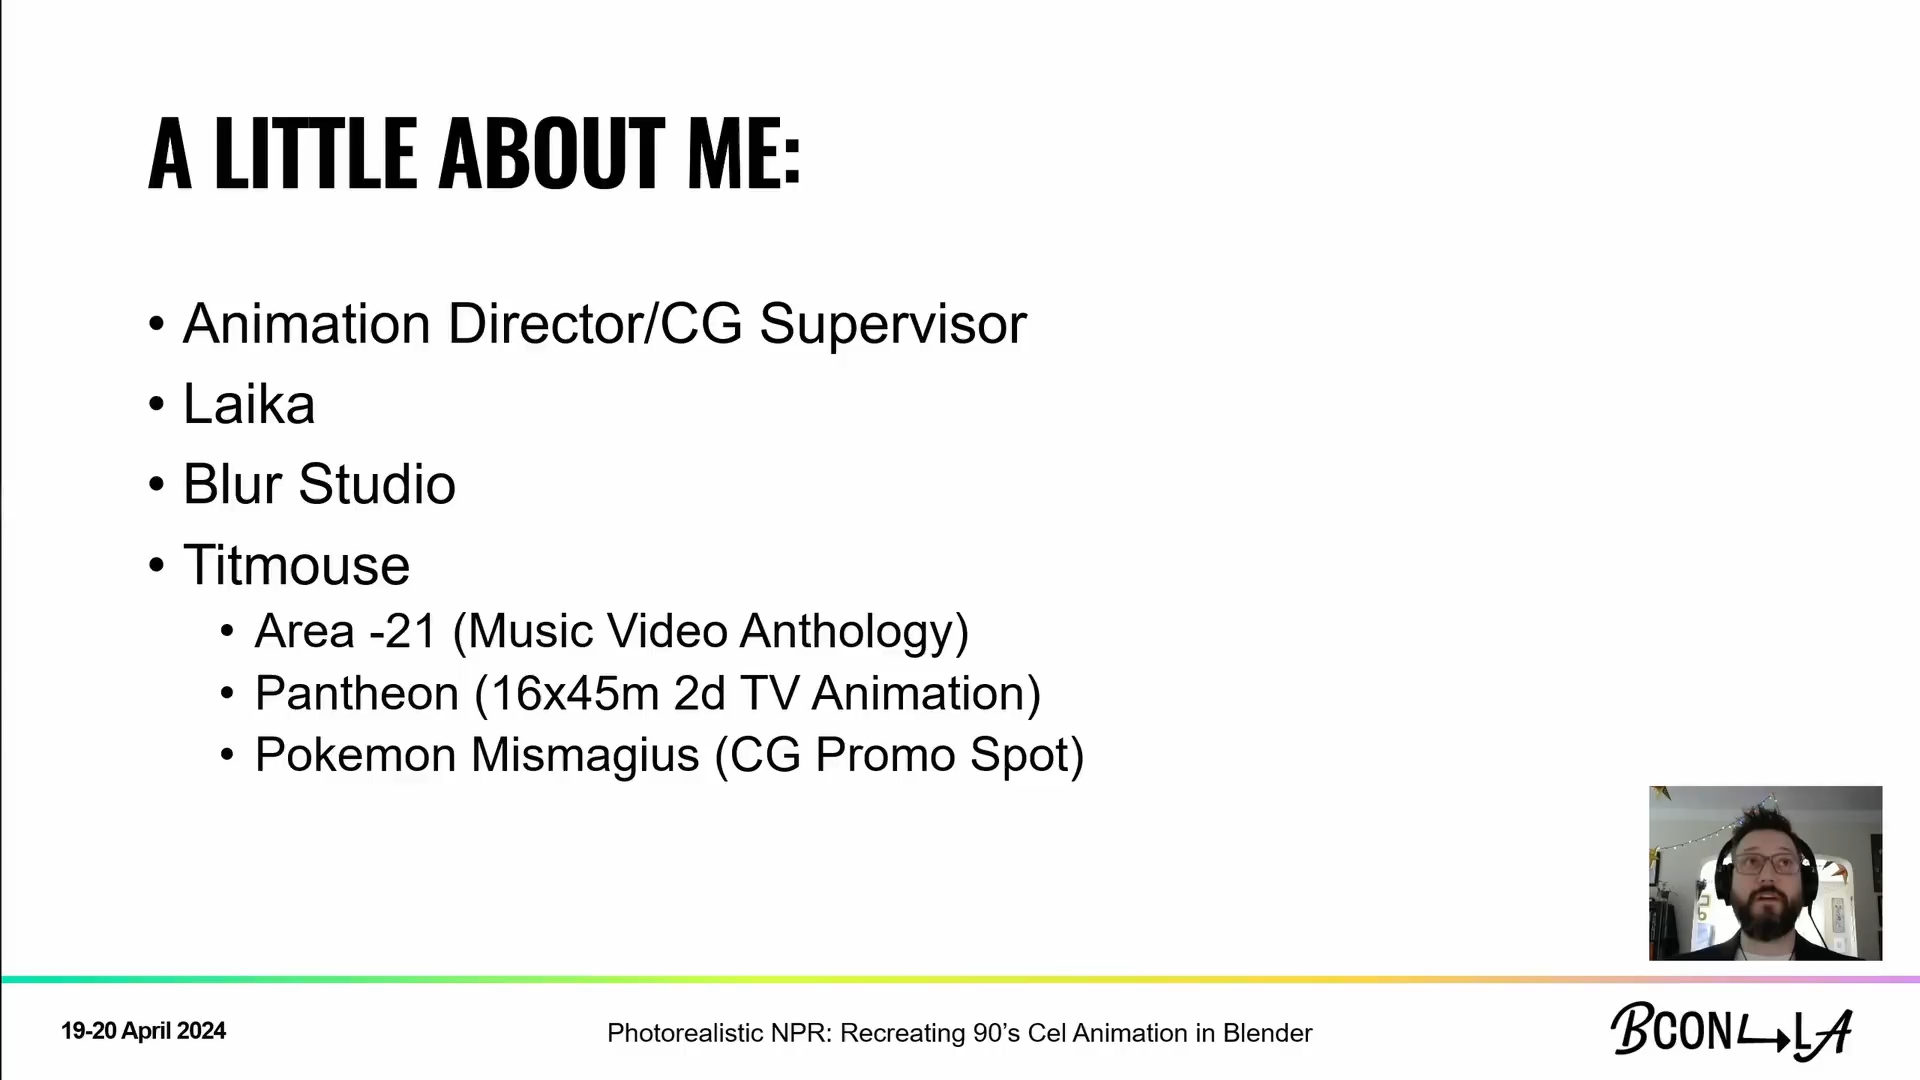 A LITTLE ABOUT ME:
• Animation Director/CG Supervisor
• Laika
• Blur Studio
• Titmouse
• Area -21 (Music Video Anthology)
• Pantheon (16x45m 2d TV Animation)
• Pokemon Mismagius (CG Promo Spot)
19-20 April 2024
Photorealistic NPR: Recreating 90’s Cel Animation in Blender
BCON LA